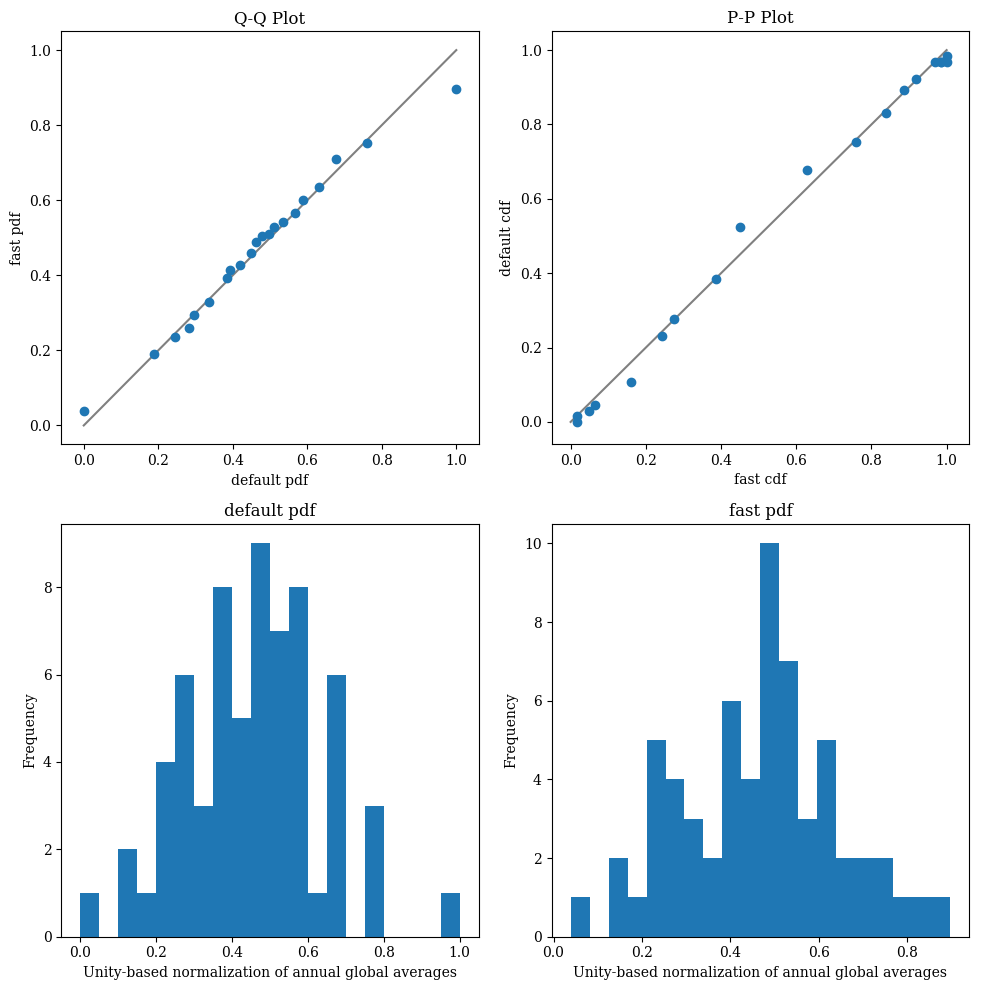 Q-Q Plot
1.0
0.8
0.6
0.4
0.2
0.0
fast pdf
0.0 0.2 0.4 0.6 0.8 1.0
default pdf
P-P Plot
1.0
0.8
0.6
0.4
0.2
0.0
default cdf
0.0 0.2 0.4 0.6 0.8 1.0
fast cdf
default pdf
8
6
4
2
0
Frequency
0.0 0.2 0.4 0.6 0.8 1.0
Unity-based normalization of annual global averages
fast pdf
10
8
6
4
2
0
Frequency
0.0 0.2 0.4 0.6 0.8
Unity-based normalization of annual global averages